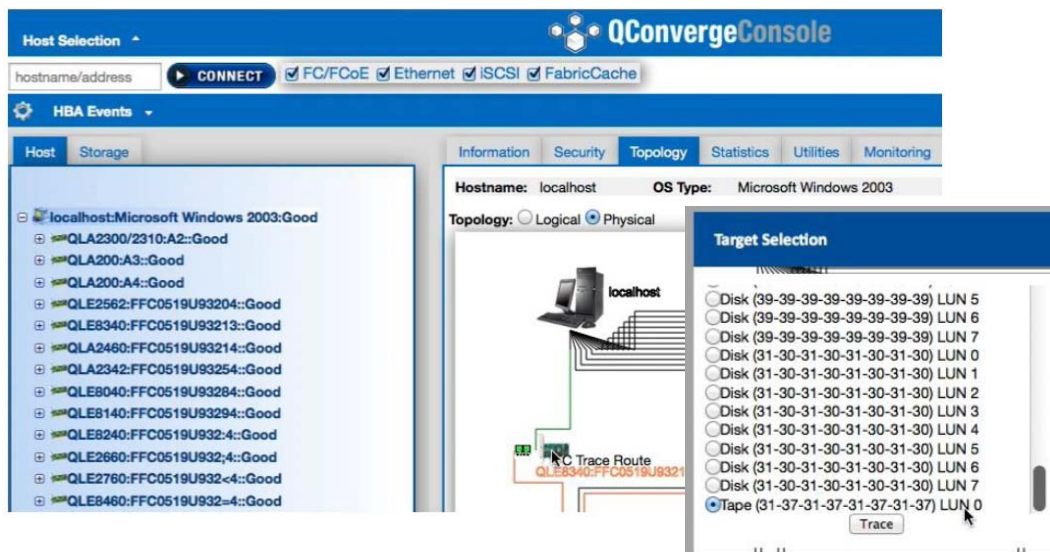 Host Selection
QConvergeConsole
hostname/address
CONNECT
FC/FCoE Ethernet iSCSI FabricCache
HBA Events
Host Storage
localhost:Microsoft Windows 2003:Good
QLA2300/2310:A2::Good
QLA200:A3::Good
QLA200:A4::Good
QLE2562:FFC0519U93204::Good
QLE8340:FFC0519U93213::Good
QLA2460:FFC0519U93214::Good
QLA2342:FFC0519U93254::Good
QLE8040:FFC0519U93284::Good
QLE8140:FFC0519U93294::Good
QLE8240:FFC0519U932:4::Good
QLE2660:FFC0519U932;4::Good
QLE2760:FFC0519U932<4::Good
QLE8460:FFC0519U932=4::Good
Information Security Topology Statistics Utilities Monitoring
Hostname: localhost OS Type: Microsoft Windows 2003
Topology: Logical Physical
localhost
C Trace Route
QLE8340:FFC0519U9321
Target Selection
Disk (39-39-39-39-39-39-39-39) LUN 5
Disk (39-39-39-39-39-39-39-39) LUN 6
Disk (39-39-39-39-39-39-39-39) LUN 7
Disk (31-30-31-30-31-30-31-30) LUN 0
Disk (31-30-31-30-31-30-31-30) LUN 1
Disk (31-30-31-30-31-30-31-30) LUN 2
Disk (31-30-31-30-31-30-31-30) LUN 3
Disk (31-30-31-30-31-30-31-30) LUN 4
Disk (31-30-31-30-31-30-31-30) LUN 5
Disk (31-30-31-30-31-30-31-30) LUN 6
Disk (31-30-31-30-31-30-31-30) LUN 7
Tape (31-37-31-37-31-37-31-37) LUN 0
Trace